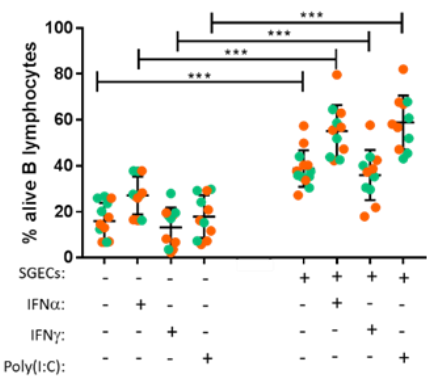 ***
***
***
***
100
80
60
40
20
0
% alive B lymphocytes
SGECs: - - - - + + + +
IFNα: - + - - - + - -
IFNγ: - - + - - - + -
Poly(I:C): - - - + - - - +